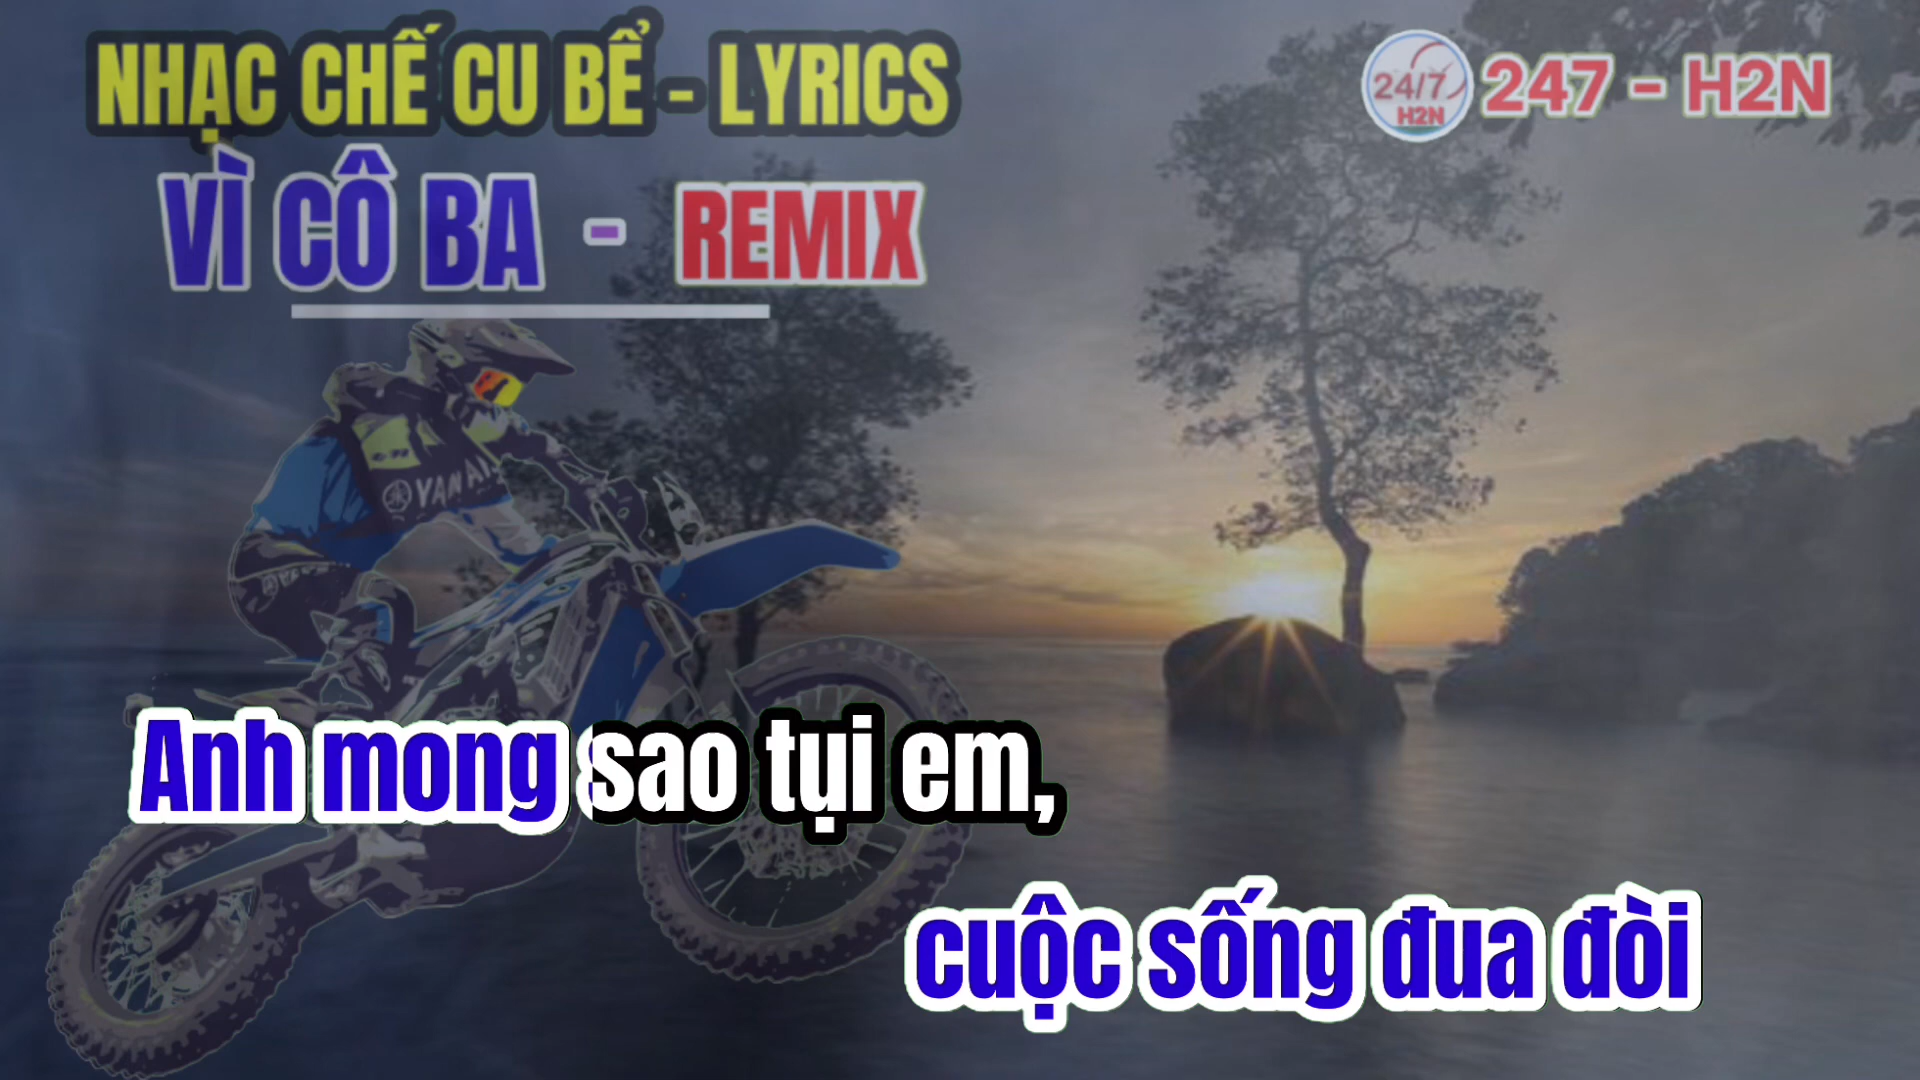 NHẠC CHẾ CU BỂ - LYRICS
24/7 H2N
247 - H2N
VÌ CÔ BA - REMIX
YAMAHA
Anh mong sao tụi em,
cuộc sống đua đòi